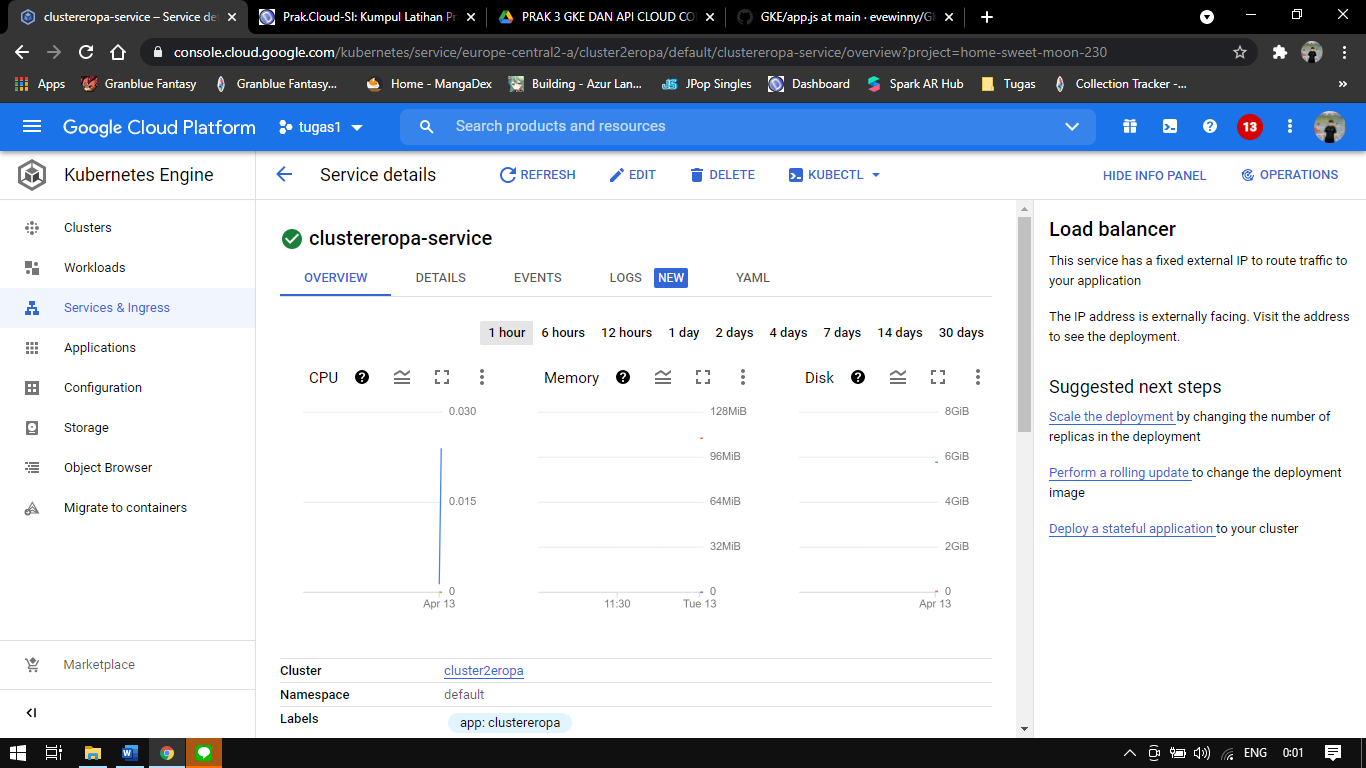 clustereropa-service – Service det
Prak.Cloud-SI: Kumpul Latihan Pr
PRAK 3 GKE DAN API CLOUD CO
GKE/app.js at main · evewinny/G
console.cloud.google.com/kubernetes/service/europe-central2-a/cluster2eropa/default/clustereropa-service/overview?project=home-sweet-moon-230
Apps
Granblue Fantasy
Granblue Fantasy...
Home - MangaDex
Building - Azur Lan...
JPop Singles
Dashboard
Spark AR Hub
Tugas
Collection Tracker -...
»
Google Cloud Platform
tugas1
Search products and resources
13
Kubernetes Engine
Service details
REFRESH
EDIT
DELETE
KUBECTL
HIDE INFO PANEL
OPERATIONS
Clusters
Workloads
Services & Ingress
Applications
Configuration
Storage
Object Browser
Migrate to containers
Marketplace
clustereropa-service
OVERVIEW
DETAILS
EVENTS
LOGS
NEW
YAML
1 hour
6 hours
12 hours
1 day
2 days
4 days
7 days
14 days
30 days
CPU
0.030
0.015
0
Apr 13
Memory
128MiB
96MiB
64MiB
32MiB
0
11:30
Tue 13
Disk
8GiB
6GiB
4GiB
2GiB
0
Apr 13
Cluster
cluster2eropa
Namespace
default
Labels
app: clustereropa
Load balancer
This service has a fixed external IP to route traffic to
your application
The IP address is externally facing. Visit the address
to see the deployment.
Suggested next steps
Scale the deployment by changing the number of
replicas in the deployment
Perform a rolling update to change the deployment
image
Deploy a stateful application to your cluster
ENG
0:01